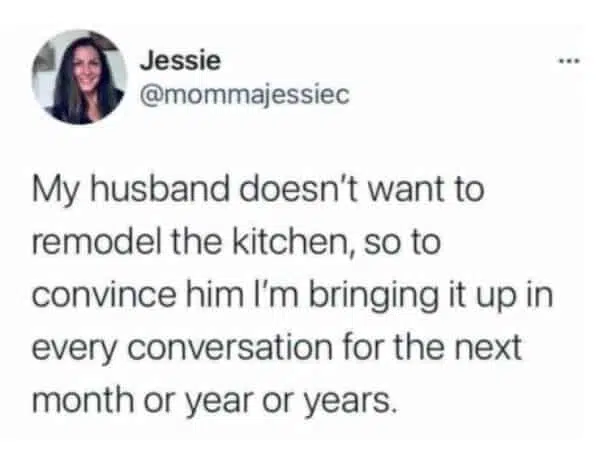 Jessie
@mommajessiec
My husband doesn't want to
remodel the kitchen, so to
convince him I'm bringing it up in
every conversation for the next
month or year or years.